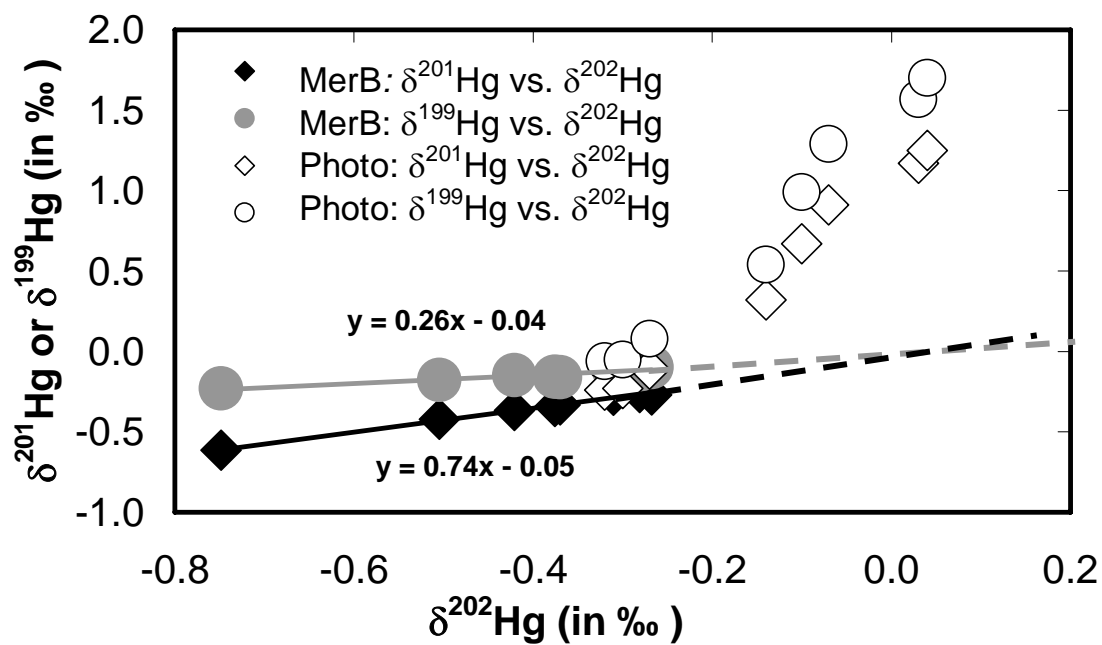 δ201Hg or δ199Hg (in ‰ )
2.0
1.5
1.0
0.5
0.0
-0.5
-1.0
MerB: δ201Hg vs. δ202Hg
MerB: δ199Hg vs. δ202Hg
Photo: δ201Hg vs. δ202Hg
Photo: δ199Hg vs. δ202Hg
y = 0.26x - 0.04
y = 0.74x - 0.05
-0.8 -0.6 -0.4 -0.2 0.0 0.2
δ202Hg (in ‰ )